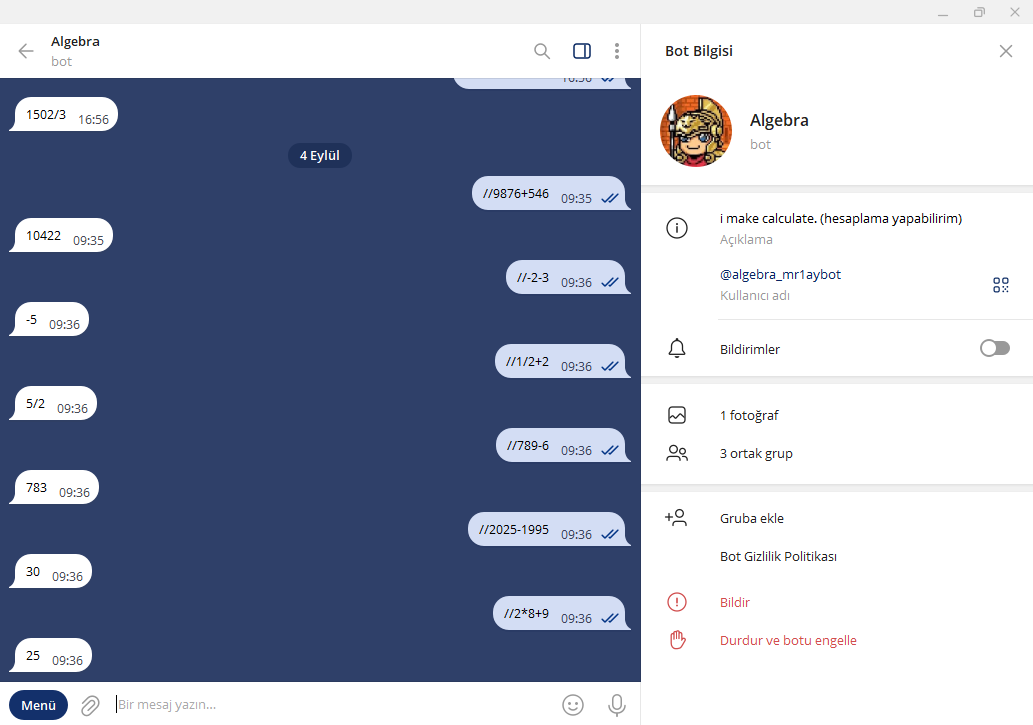 Algebra
bot
16:56
1502/3 16:56
4 Eylül
//9876+546 09:35
10422 09:35
//-2-3 09:36
-5 09:36
//1/2+2 09:36
5/2 09:36
//789-6 09:36
783 09:36
//2025-1995 09:36
30 09:36
//2*8+9 09:36
25 09:36
Menü
Bir mesaj yazın...
Bot Bilgisi
Algebra
bot
i make calculate. (hesaplama yapabilirim)
Açıklama
@algebra_mr1aybot
Kullanıcı adı
Bildirimler
1 fotoğraf
3 ortak grup
Gruba ekle
Bot Gizlilik Politikası
Bildir
Durdur ve botu engelle